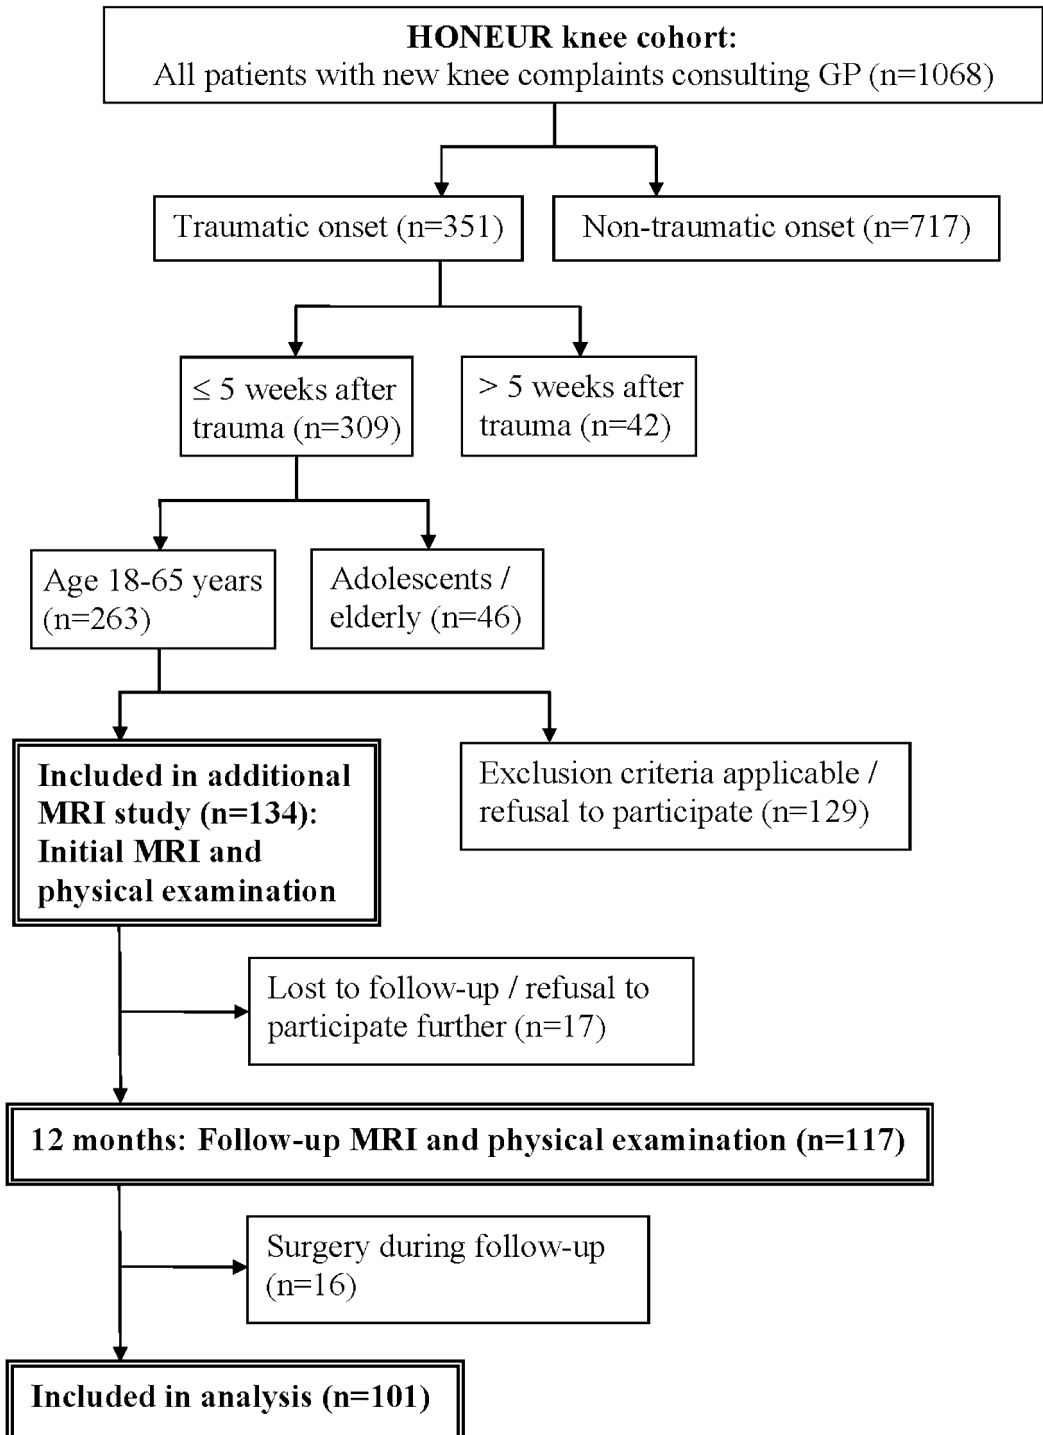 HONEUR knee cohort:
All patients with new knee complaints consulting GP (n=1068)
Traumatic onset (n=351)
Non-traumatic onset (n=717)
≤ 5 weeks after
trauma (n=309)
> 5 weeks after
trauma (n=42)
Age 18-65 years
(n=263)
Adolescents /
elderly (n=46)
Included in additional
MRI study (n=134):
Initial MRI and
physical examination
Exclusion criteria applicable /
refusal to participate (n=129)
Lost to follow-up / refusal to
participate further (n=17)
12 months: Follow-up MRI and physical examination (n=117)
Surgery during follow-up
(n=16)
Included in analysis (n=101)